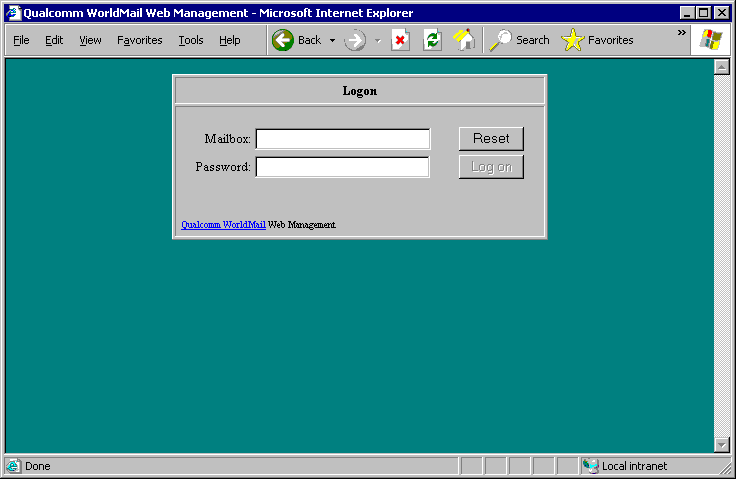 Qualcomm WorldMail Web Management - Microsoft Internet Explorer
File Edit View Favorites Tools Help Back Search Favorites »
Logon
Mailbox: Reset
Password: Log on
Qualcomm WorldMail Web Management
Done Local intranet